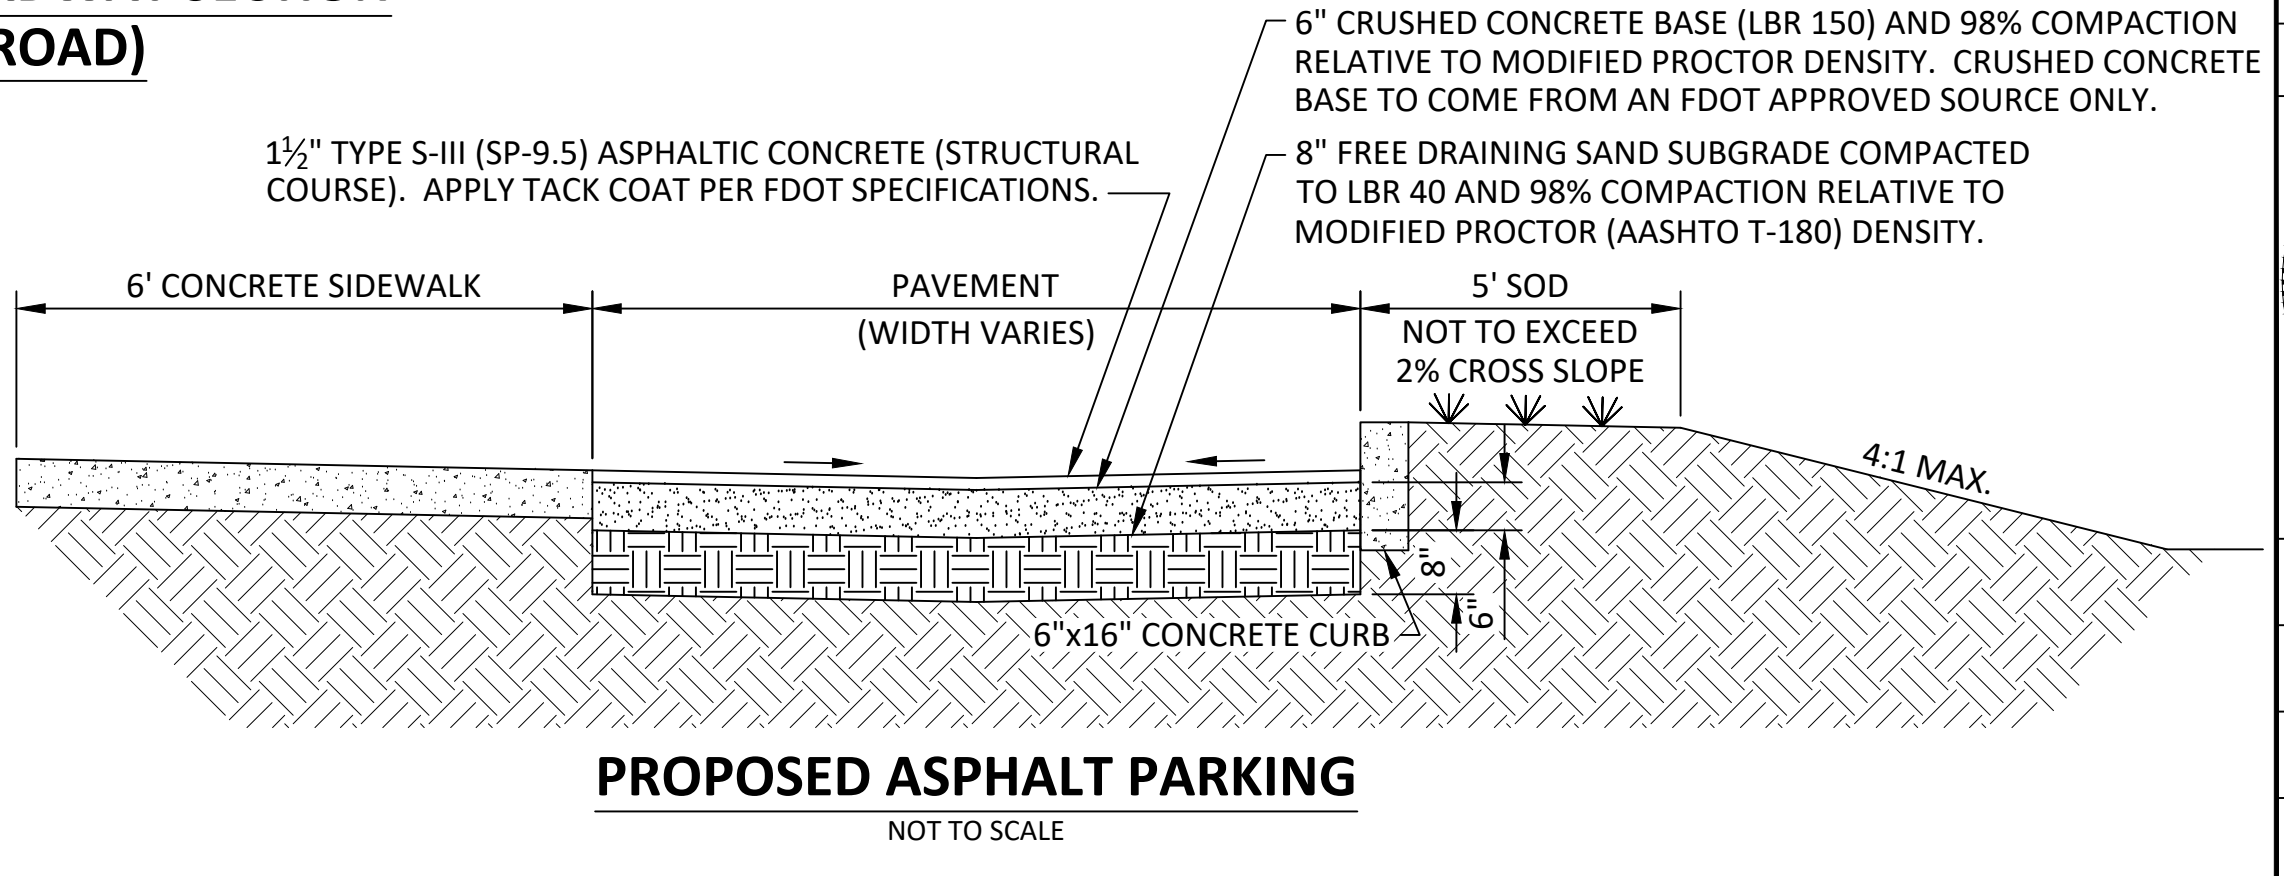 ROAD)
6" CRUSHED CONCRETE BASE (LBR 150) AND 98% COMPACTION
RELATIVE TO MODIFIED PROCTOR DENSITY. CRUSHED CONCRETE
BASE TO COME FROM AN FDOT APPROVED SOURCE ONLY.
1½" TYPE S-III (SP-9.5) ASPHALTIC CONCRETE (STRUCTURAL
COURSE). APPLY TACK COAT PER FDOT SPECIFICATIONS.
8" FREE DRAINING SAND SUBGRADE COMPACTED
TO LBR 40 AND 98% COMPACTION RELATIVE TO
MODIFIED PROCTOR (AASHTO T-180) DENSITY.
6' CONCRETE SIDEWALK
PAVEMENT
(WIDTH VARIES)
5' SOD
NOT TO EXCEED
2% CROSS SLOPE
4:1 MAX.
8"
6"
6"x16" CONCRETE CURB
PROPOSED ASPHALT PARKING
NOT TO SCALE